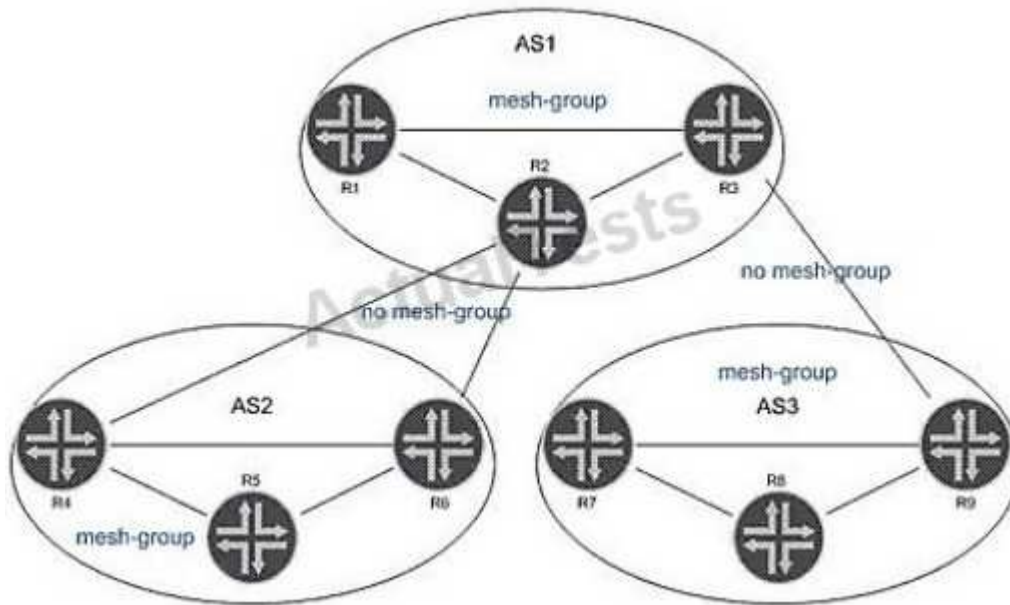 AS1
mesh-group
R1
R2
R3
no mesh-group
no mesh-group
ActualTests
AS2
mesh-group
AS3
R4
R5
R6
R7
R8
R9
mesh-group